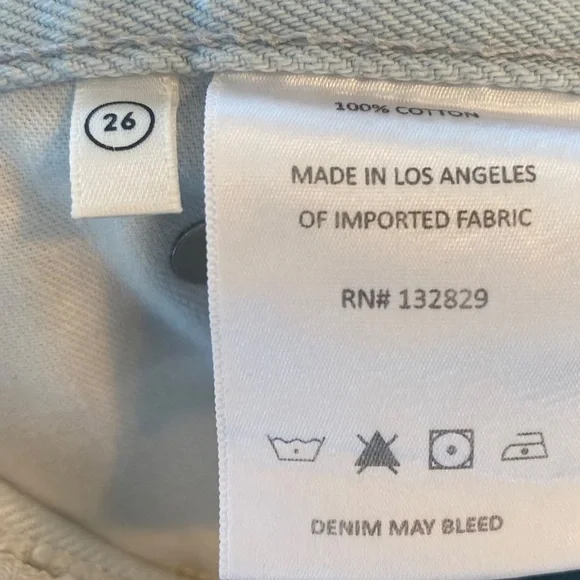 26
100% COTTON
MADE IN LOS ANGELES
OF IMPORTED FABRIC
RN# 132829
DENIM MAY BLEED